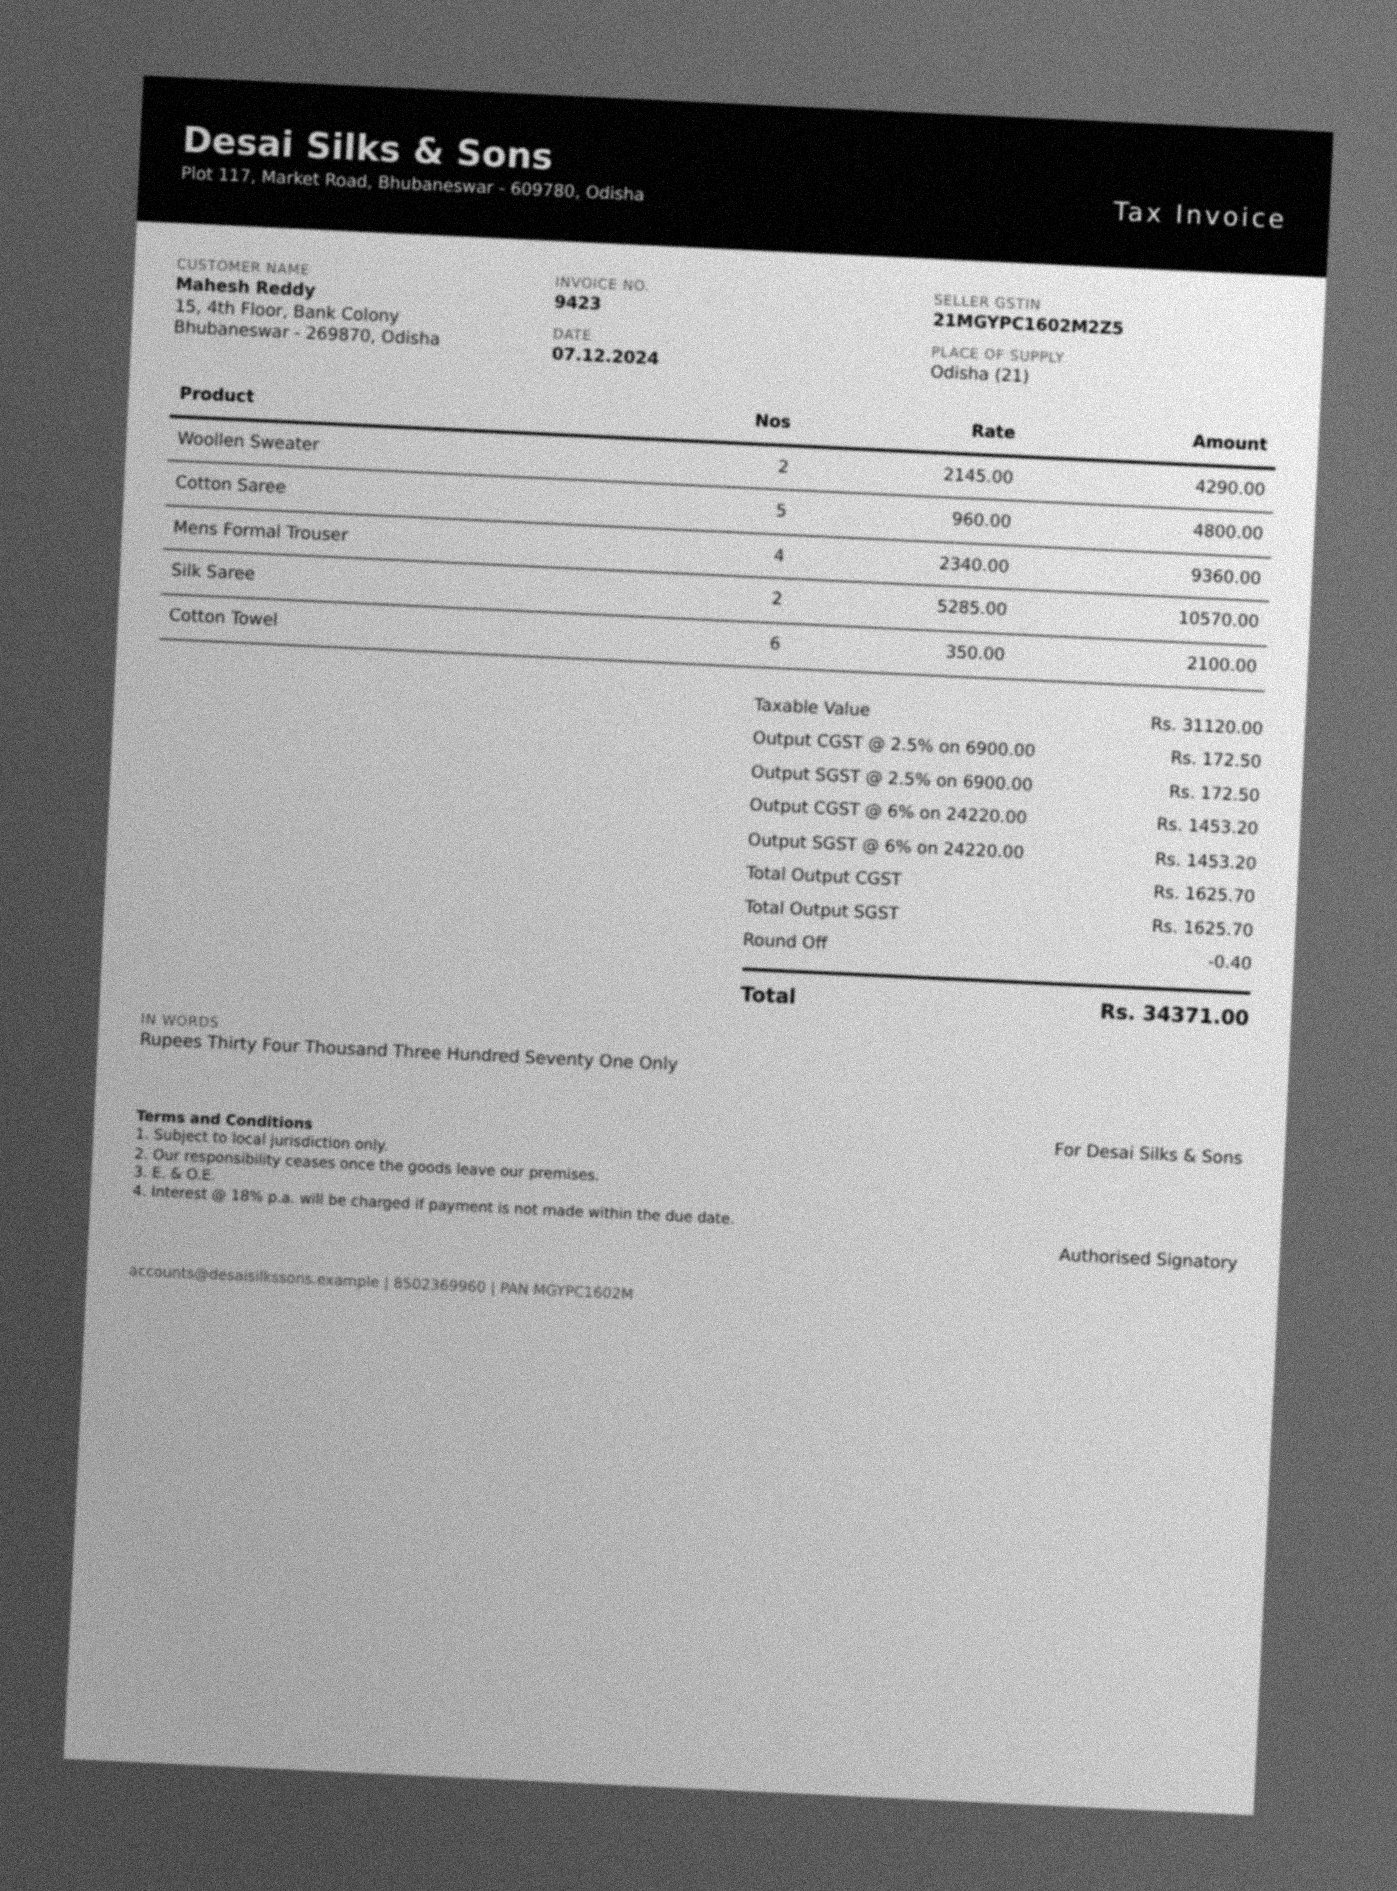 Desai Silks & Sons
Plot 117, Market Road, Bhubaneswar - 609780, Odisha
Tax Invoice
CUSTOMER NAME
Mahesh Reddy
15, 4th Floor, Bank Colony
Bhubaneswar - 269870, Odisha
INVOICE NO.
9423
DATE
07.12.2024
SELLER GSTIN
21MGYPC1602M2Z5
PLACE OF SUPPLY
Odisha (21)
Product Nos Rate Amount
Woollen Sweater 2 2145.00 4290.00
Cotton Saree 5 960.00 4800.00
Mens Formal Trouser 4 2340.00 9360.00
Silk Saree 2 5285.00 10570.00
Cotton Towel 6 350.00 2100.00
Taxable Value Rs. 31120.00
Output CGST @ 2.5% on 6900.00 Rs. 172.50
Output SGST @ 2.5% on 6900.00 Rs. 172.50
Output CGST @ 6% on 24220.00 Rs. 1453.20
Output SGST @ 6% on 24220.00 Rs. 1453.20
Total Output CGST Rs. 1625.70
Total Output SGST Rs. 1625.70
Round Off -0.40
Total Rs. 34371.00
IN WORDS
Rupees Thirty Four Thousand Three Hundred Seventy One Only
Terms and Conditions
1. Subject to local jurisdiction only.
2. Our responsibility ceases once the goods leave our premises.
3. E. & O.E.
4. Interest @ 18% p.a. will be charged if payment is not made within the due date.
For Desai Silks & Sons
Authorised Signatory
accounts@desaisilkssons.example | 8502369960 | PAN MGYPC1602M